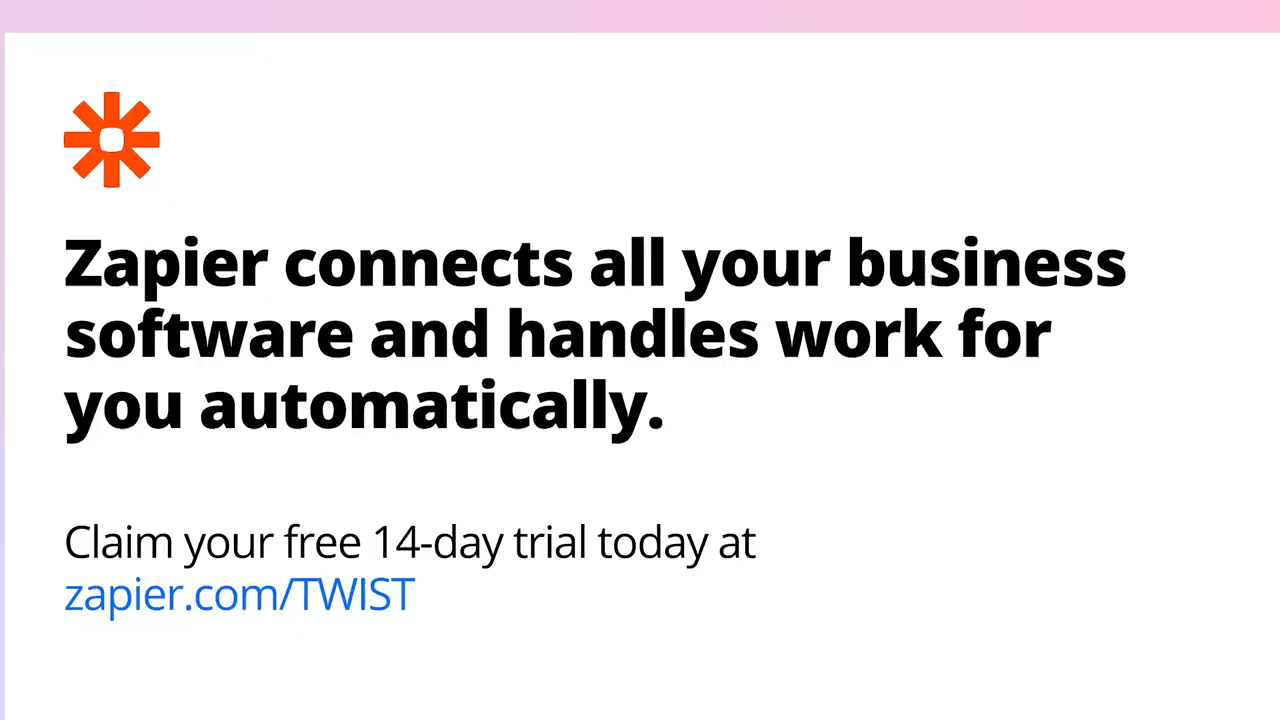 Zapier connects all your business
software and handles work for
you automatically.
Claim your free 14-day trial today at
zapier.com/TWIST